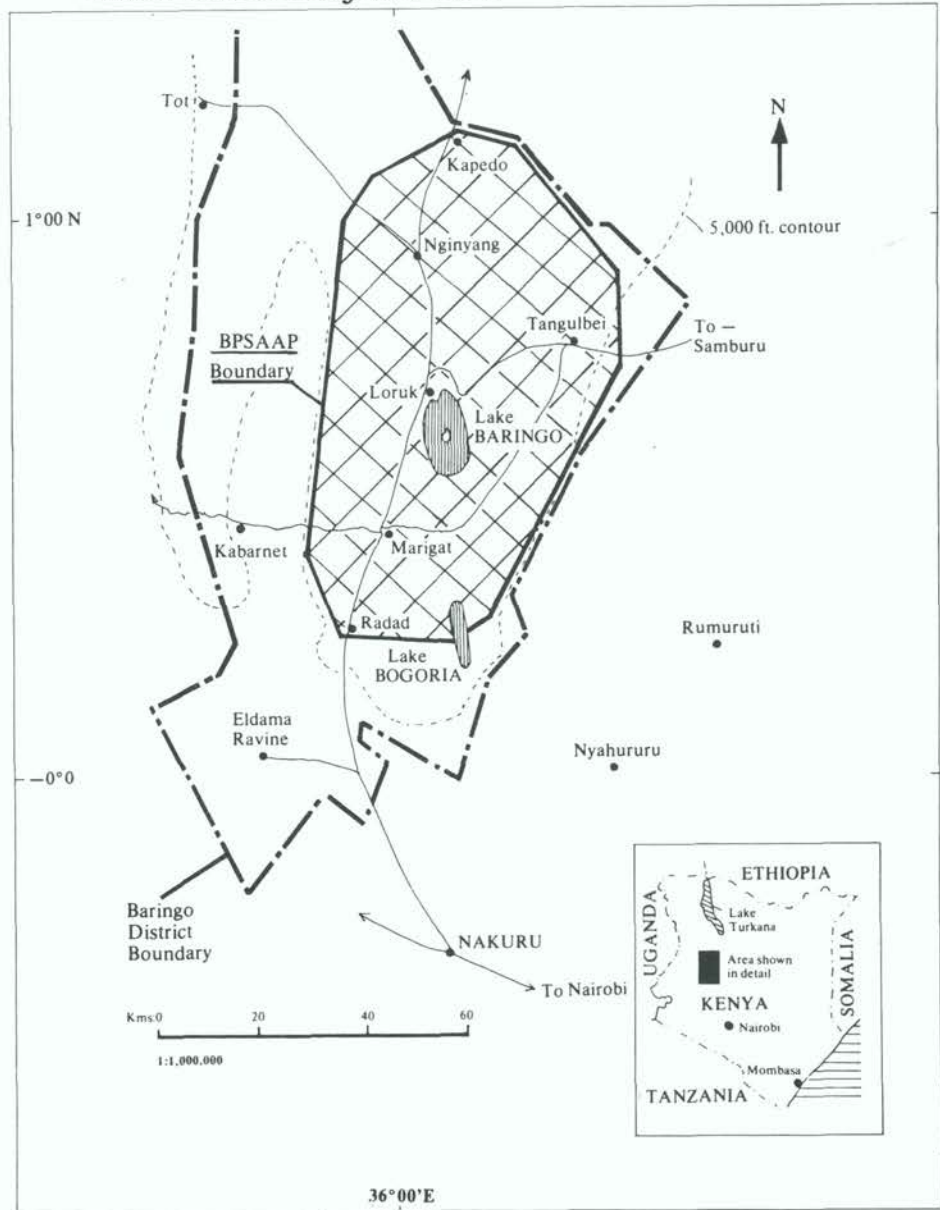 N
Tot
Kapedo
1°00 N
5,000 ft. contour
Nginyang
Tangulbei
To –
Samburu
BPSAAP
Boundary
Loruk
Lake
BARINGO
Kabarnet
Marigat
Radad
Rumuruti
Lake
BOGORIA
Eldama
Ravine
Nyahururu
—0°0
Baringo
District
Boundary
NAKURU
To Nairobi
Kms:0 20 40 60
1:1,000,000
ETHIOPIA
UGANDA
Lake
Turkana
Area shown
in detail
SOMALIA
KENYA
Nairobi
Mombasa
TANZANIA
36°00'E